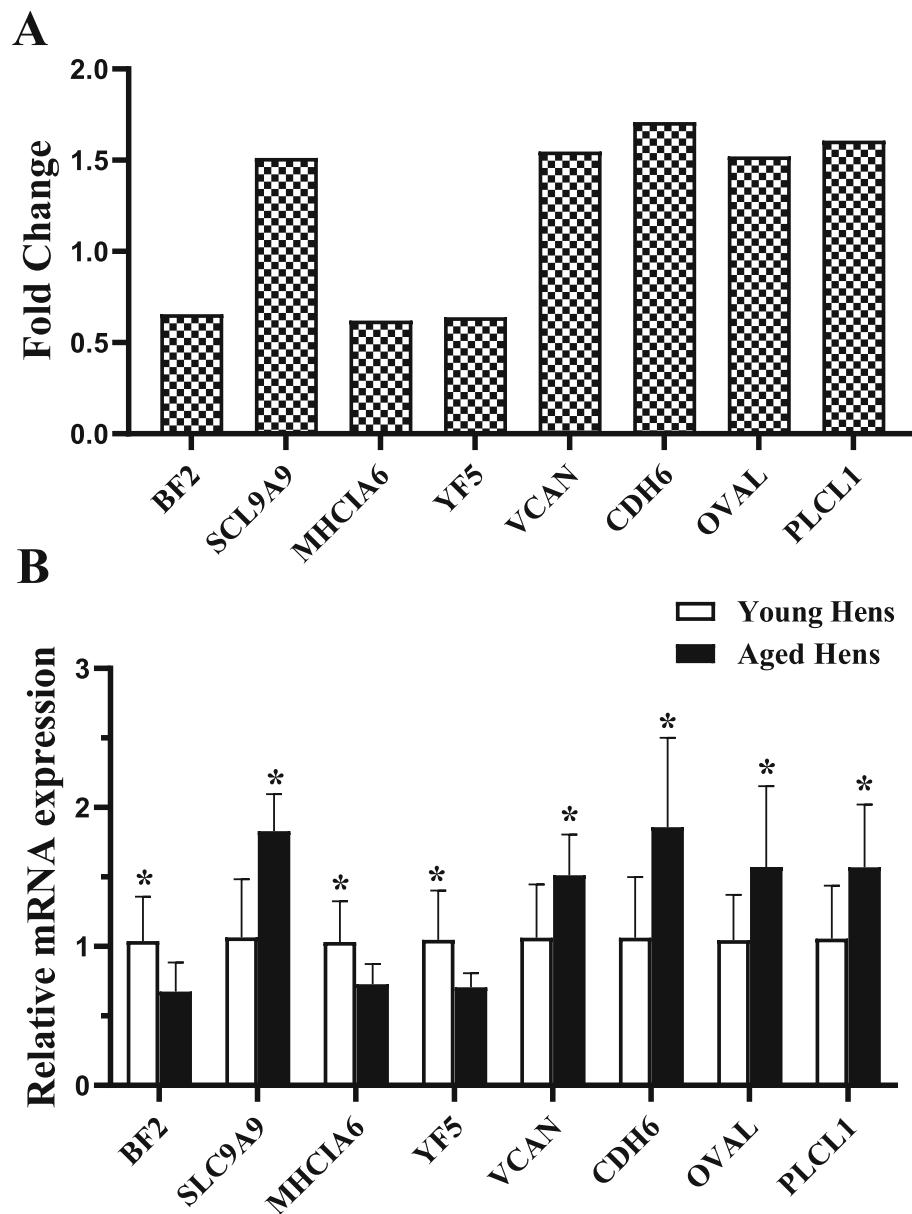 A
Fold Change
2.0
1.5
1.0
0.5
0.0
BF2
SCL9A9
MHCIA6
YF5
VCAN
CDH6
OVAL
PLCL1
B
Young Hens
Aged Hens
Relative mRNA expression
3
2
1
0
*
*
*
*
*
*
*
*
BF2
SLC9A9
MHCIA6
YF5
VCAN
CDH6
OVAL
PLCL1